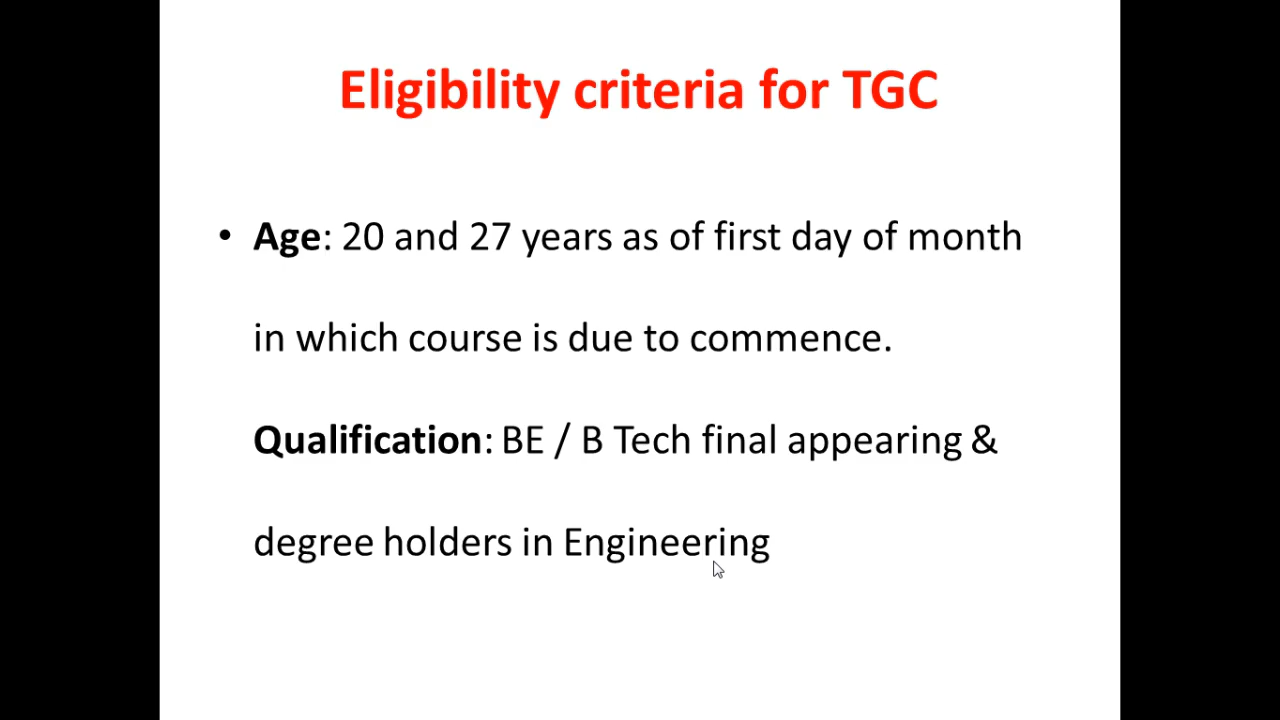 Eligibility criteria for TGC
• Age: 20 and 27 years as of first day of month
in which course is due to commence.
Qualification: BE / B Tech final appearing &
degree holders in Engineering